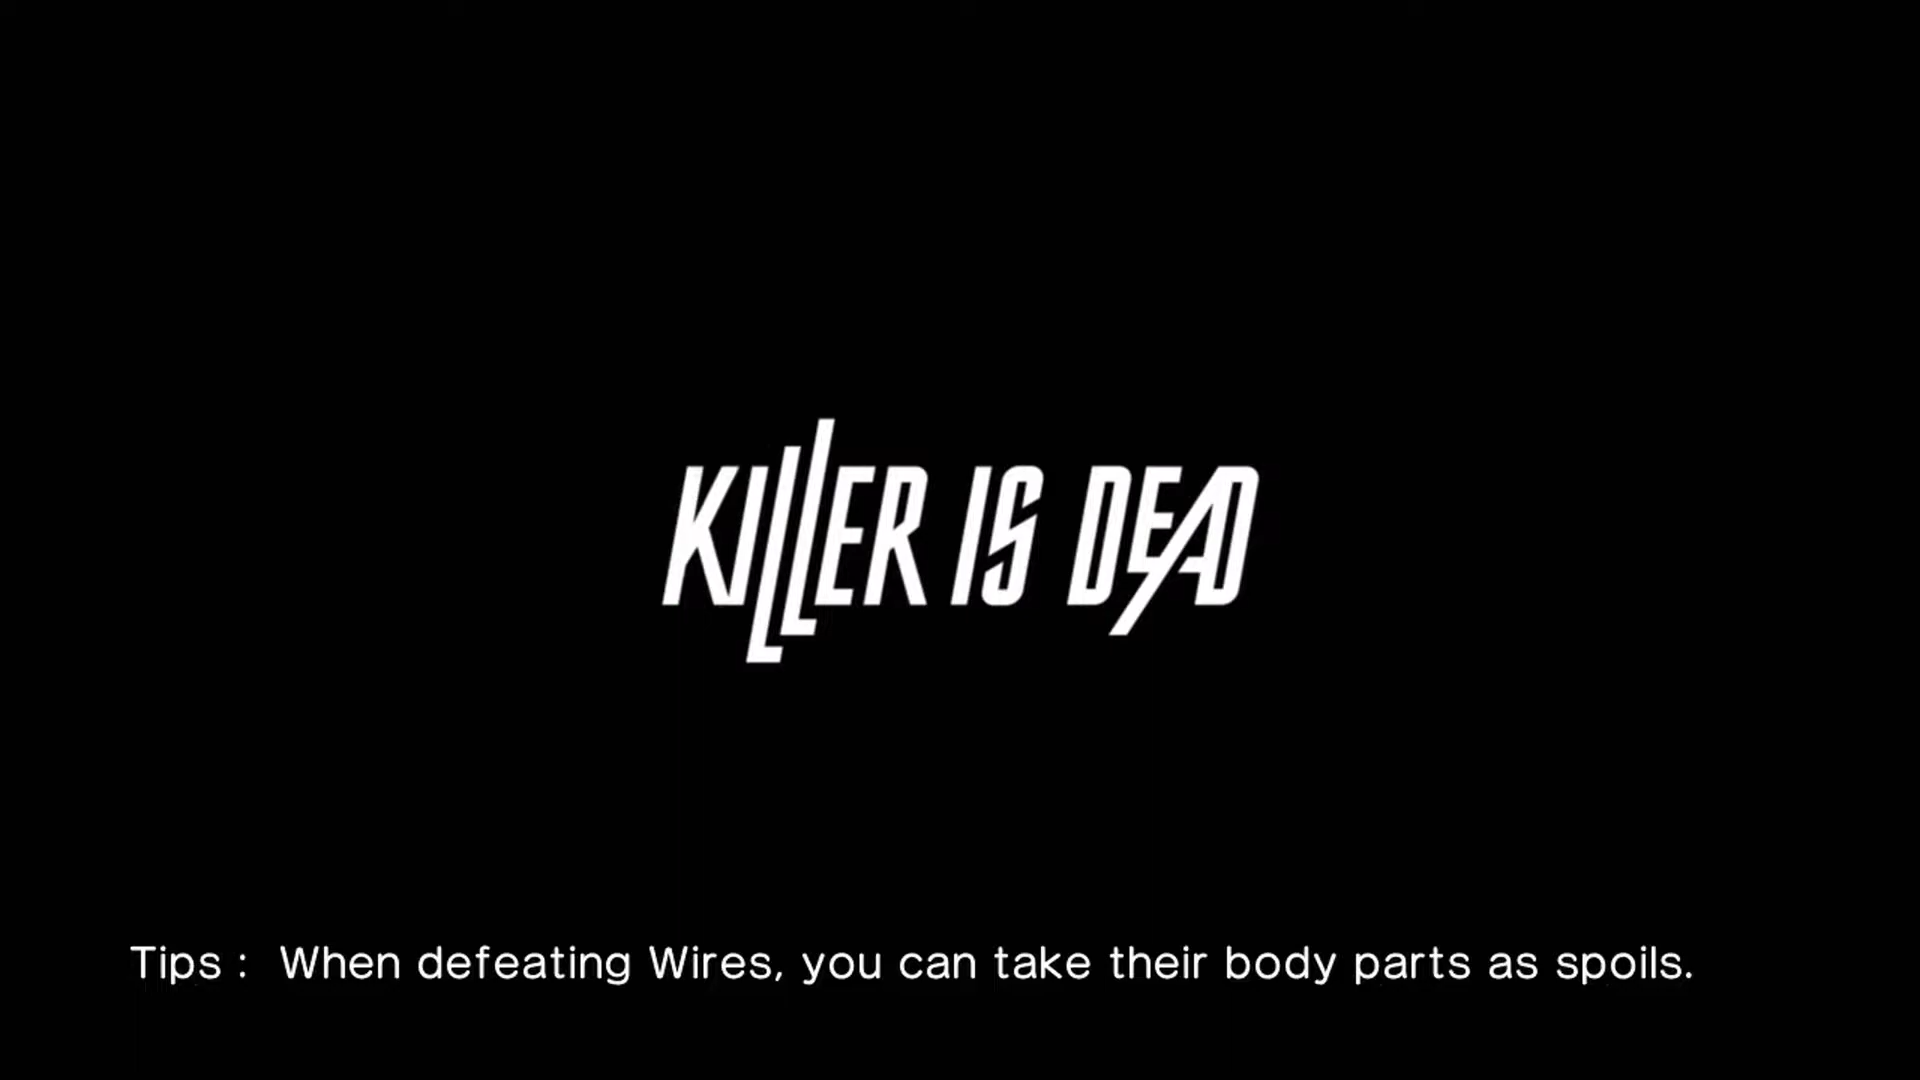 KILLER IS DEAD
Tips : When defeating Wires, you can take their body parts as spoils.